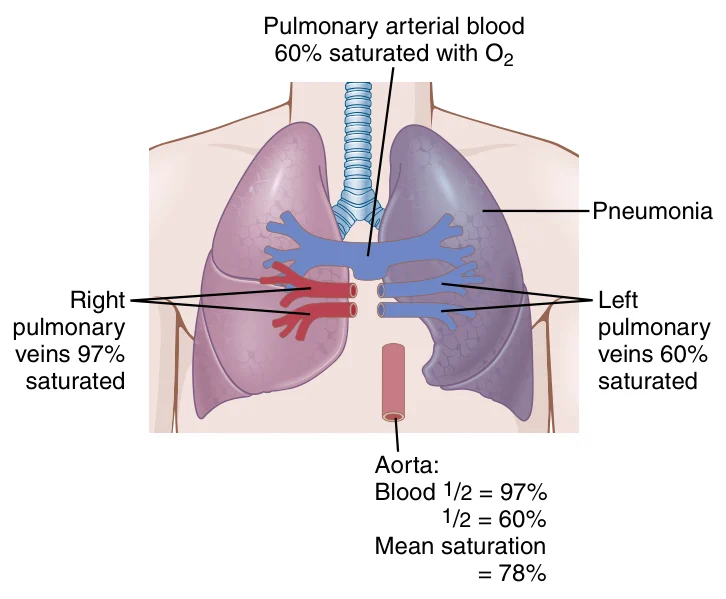 Pulmonary arterial blood
60% saturated with O₂
Pneumonia
Right
pulmonary
veins 97%
saturated
Left
pulmonary
veins 60%
saturated
Aorta:
Blood 1/2 = 97%
1/2 = 60%
Mean saturation
= 78%